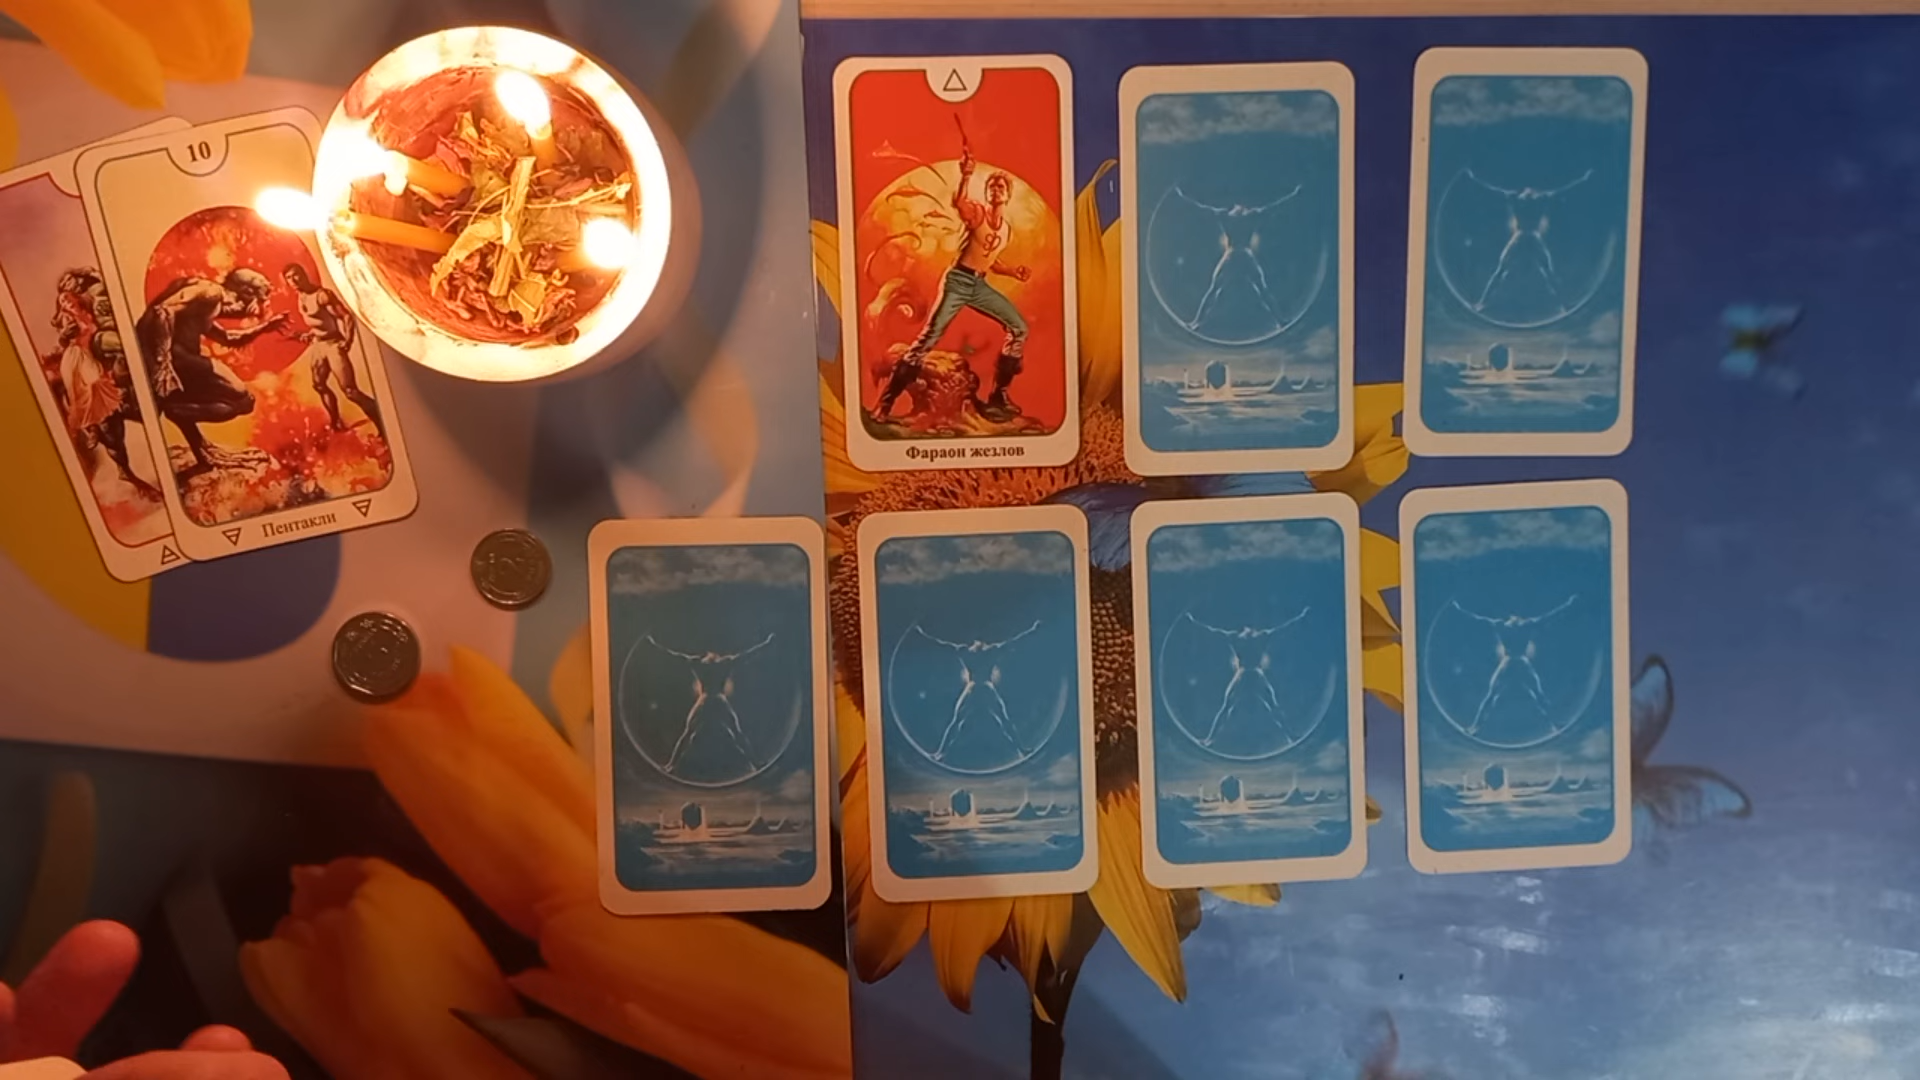 10
Пентакли
Фараон жезлов